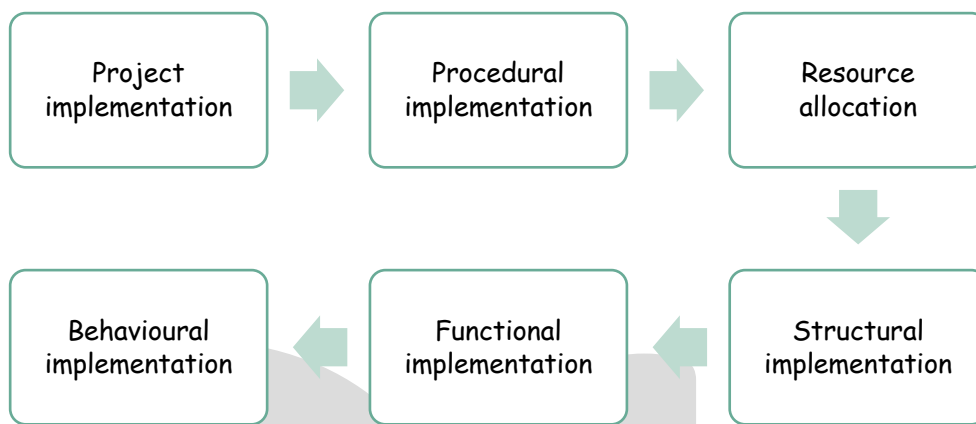 Project
implementation
Procedural
implementation
Resource
allocation
Structural
implementation
Functional
implementation
Behavioural
implementation